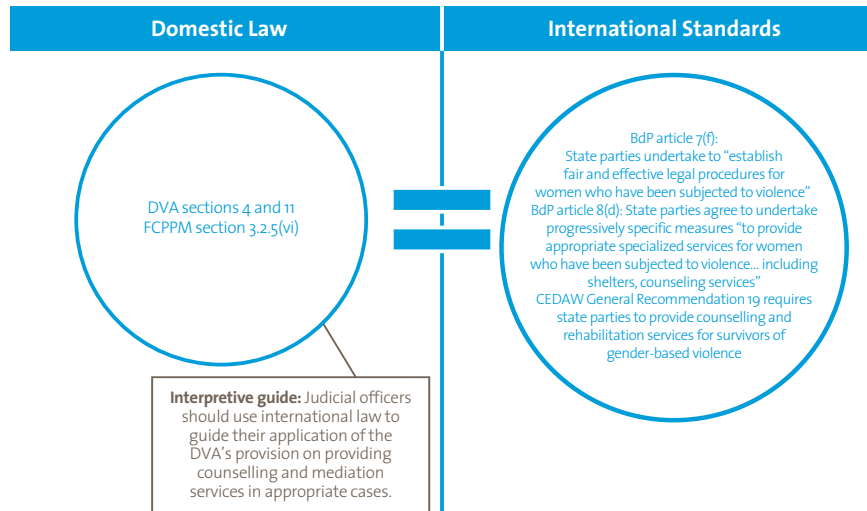 Domestic Law
International Standards
DVA sections 4 and 11
FCPPM section 3.2.5(vi)
BdP article 7(f):
State parties undertake to “establish
fair and effective legal procedures for
women who have been subjected to violence”
BdP article 8(d): State parties agree to undertake
progressively specific measures “to provide
appropriate specialized services for women
who have been subjected to violence... including
shelters, counseling services”
CEDAW General Recommendation 19 requires
state parties to provide counselling and
rehabilitation services for survivors of
gender-based violence
Interpretive guide: Judicial officers
should use international law to
guide their application of the
DVA’s provision on providing
counselling and mediation
services in appropriate cases.